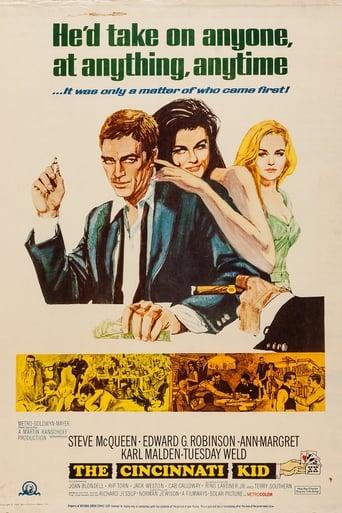 He'd take on anyone,
at anything, anytime
...It was only a matter of who came first!
METRO-GOLDWYN-MAYER
A MARTIN RANSOHOFF
PRODUCTION
STEVE McQUEEN · EDWARD G. ROBINSON · ANN-MARGRET
KARL MALDEN · TUESDAY WELD
THE CINCINNATI KID
JOAN BLONDELL · RIP TORN · JACK WESTON · CAB CALLOWAY
RING LARDNER, JR. AND TERRY SOUTHERN
RICHARD JESSUP · NORMAN JEWISON · A FILMWAYS-SOLAR PICTURE
METROCOLOR